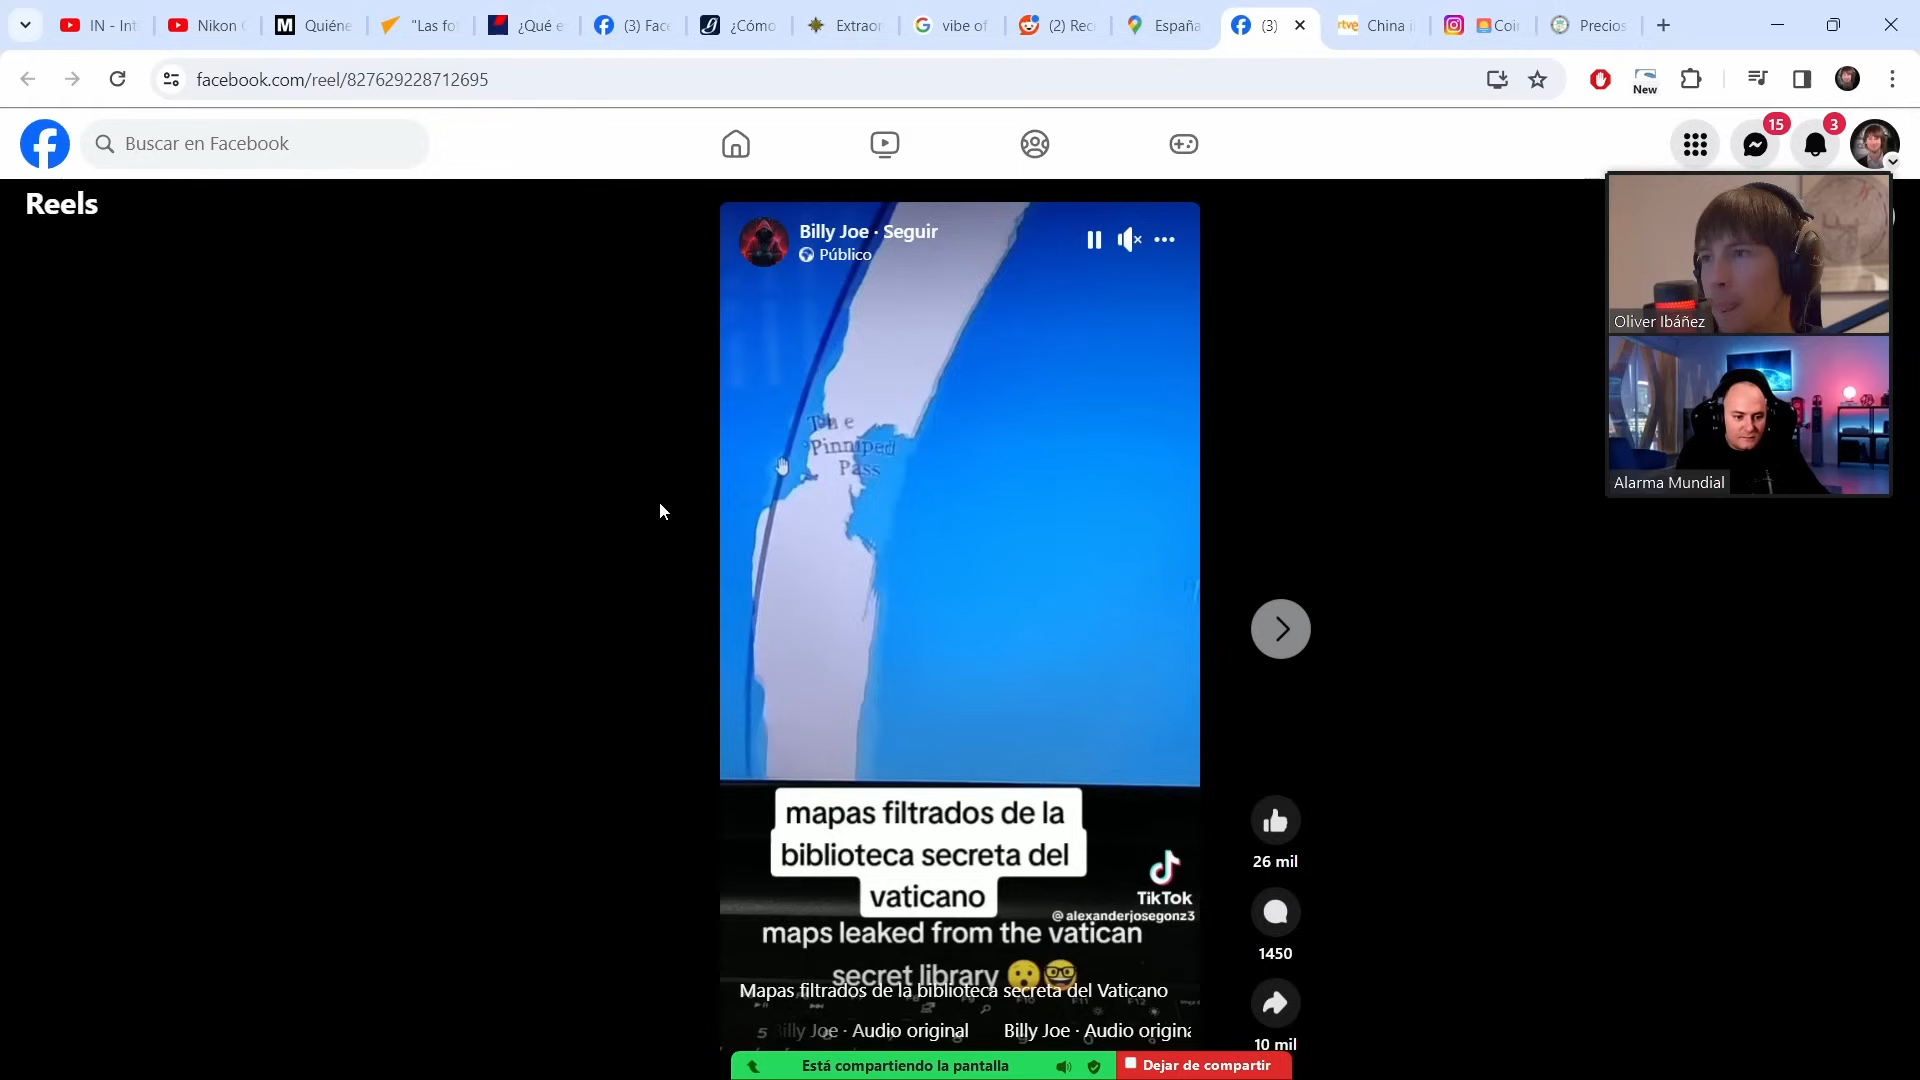 IN - Int
Nikon
Quiéne
"Las fo
¿Qué e
(3) Face
¿Cómo
Extraor
vibe of
(2) Rec
España
(3)
China i
Coi
Precios
facebook.com/reel/827629228712695
New
Buscar en Facebook
15
3
Reels
Billy Joe · Seguir
Público
Oliver Ibáñez
Alarma Mundial
The
Pinniped
Pass
mapas filtrados de la
biblioteca secreta del
vaticano
TikTok
@alexanderjosegonz3
maps leaked from the vatican
secret library
Mapas filtrados de la biblioteca secreta del Vaticano
Billy Joe · Audio original
Billy Joe · Audio origina
26 mil
1450
10 mil
Está compartiendo la pantalla
Dejar de compartir